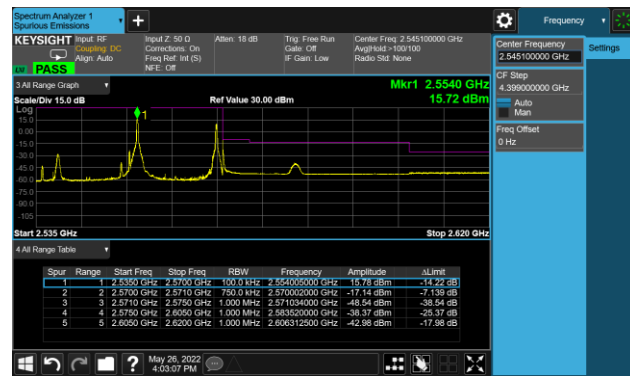 Spectrum Analyzer 1
Spurious Emissions
Frequency
KEYSIGHT Input: RF
Coupling: DC
Align: Auto
Input Z: 50 Ω
Corrections: On
Freq Ref: Int (S)
NFE: Off
Atten: 18 dB
Trig: Free Run
Gate: Off
IF Gain: Low
Center Freq: 2.545100000 GHz
Avg|Hold:>100/100
Radio Std: None
PASS
Center Frequency
2.545100000 GHz
Settings
CF Step
4.399000000 GHz
Auto
Man
Freq Offset
0 Hz
3 All Range Graph
Mkr1 2.5540 GHz
15.72 dBm
Scale/Div 15.0 dB
Ref Value 30.00 dBm
Log
15.0
0.00
-15.0
-30.0
-45.0
-60.0
-75.0
-90.0
-105
1
Start 2.535 GHz
Stop 2.620 GHz
4 All Range Table
Spur Range Start Freq Stop Freq RBW Frequency Amplitude ΔLimit
1 1 2.5350 GHz 2.5700 GHz 100.0 kHz 2.554005000 GHz 15.78 dBm -14.22 dB
2 2 2.5700 GHz 2.5710 GHz 750.0 kHz 2.570002000 GHz -17.14 dBm -7.139 dB
3 3 2.5710 GHz 2.5750 GHz 1.000 MHz 2.571034000 GHz -48.54 dBm -38.54 dB
4 4 2.5750 GHz 2.6050 GHz 1.000 MHz 2.583520000 GHz -38.37 dBm -25.37 dB
5 5 2.6050 GHz 2.6200 GHz 1.000 MHz 2.606312500 GHz -42.98 dBm -17.98 dB
May 26, 2022
4:03:07 PM